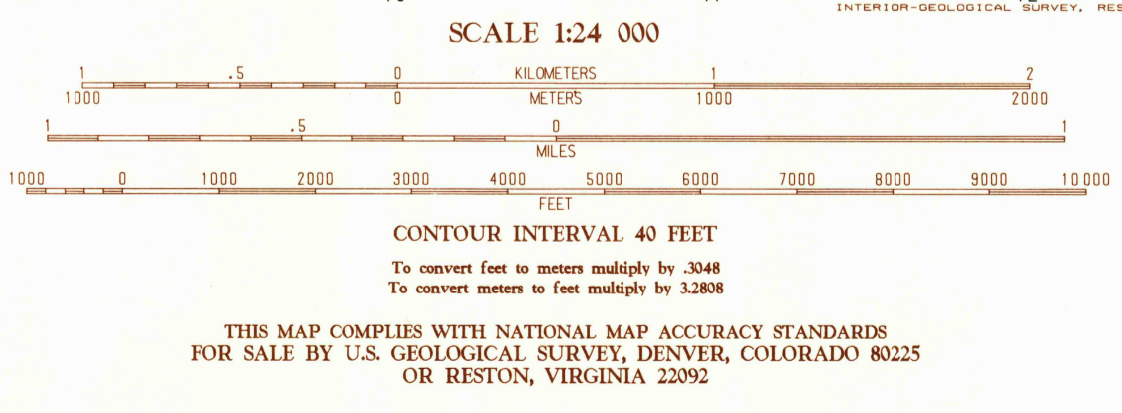 INTERIOR-GEOLOGICAL SURVEY, RES
SCALE 1:24 000
1 .5 0 KILOMETERS 1 2
1000 0 METERS 1000 2000
1 .5 0 1
MILES
1000 0 1000 2000 3000 4000 5000 6000 7000 8000 9000 10 000
FEET
CONTOUR INTERVAL 40 FEET
To convert feet to meters multiply by .3048
To convert meters to feet multiply by 3.2808
THIS MAP COMPLIES WITH NATIONAL MAP ACCURACY STANDARDS
FOR SALE BY U.S. GEOLOGICAL SURVEY, DENVER, COLORADO 80225
OR RESTON, VIRGINIA 22092